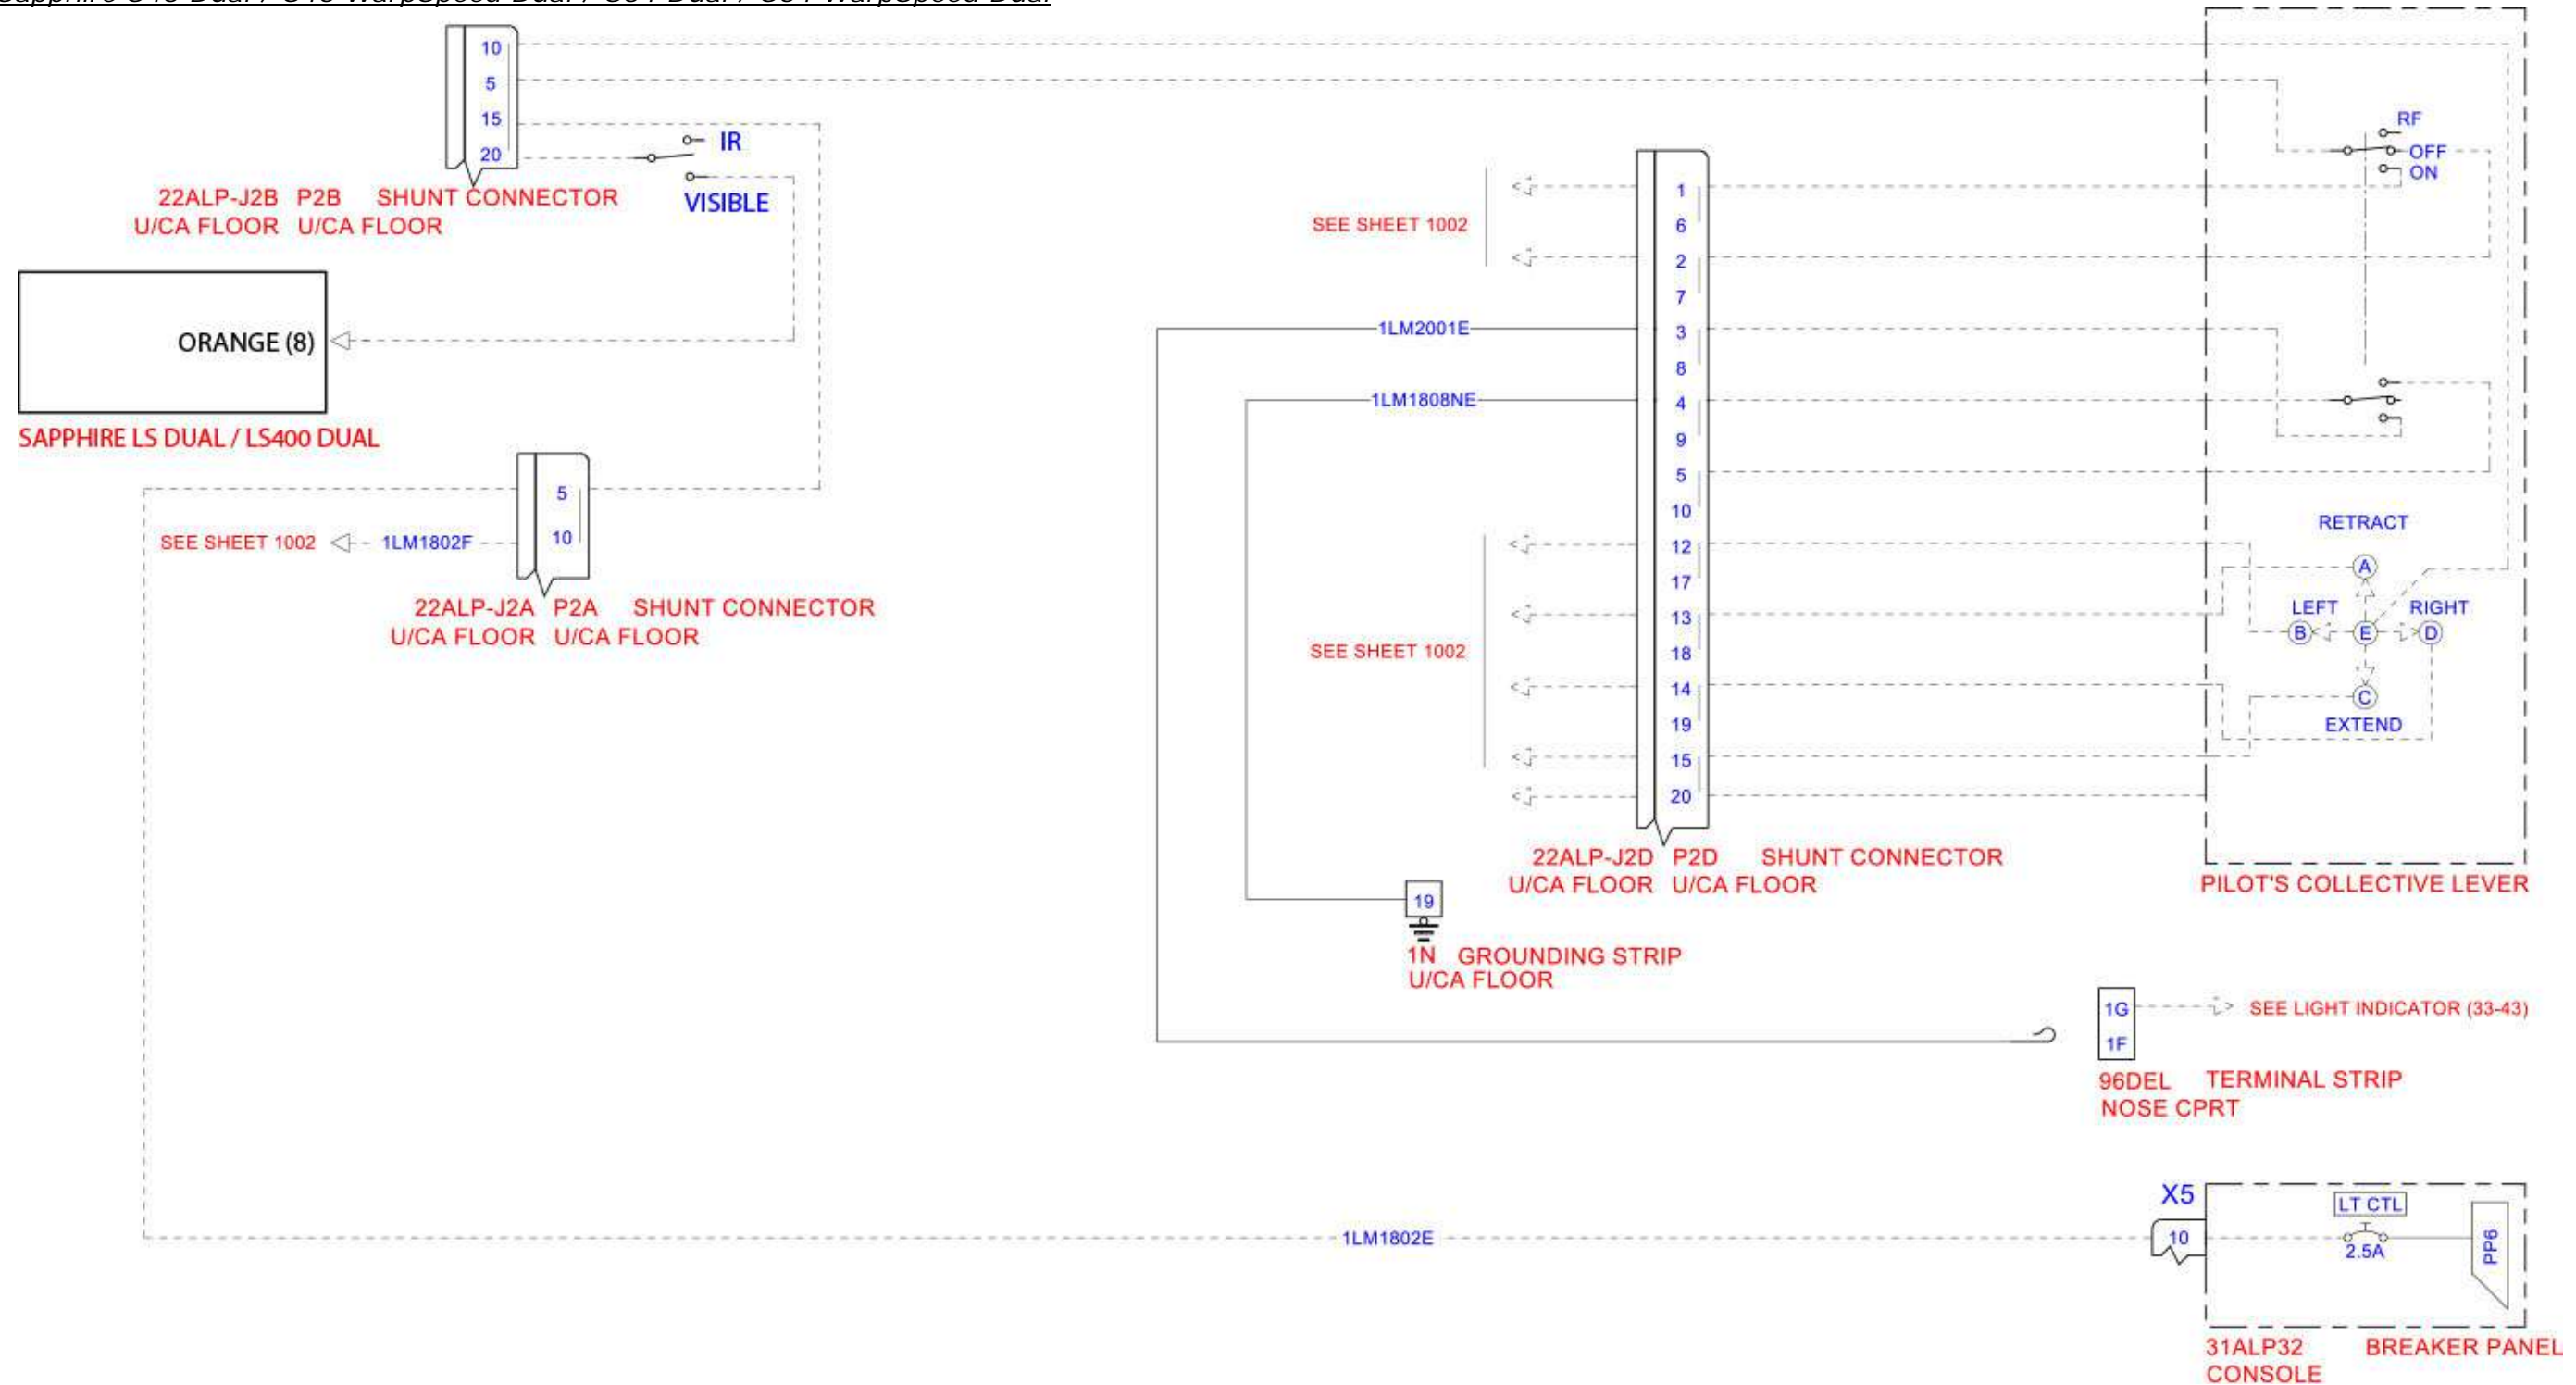 10
5
15
20
IR
VISIBLE
22ALP-J2B P2B SHUNT CONNECTOR
U/CA FLOOR U/CA FLOOR
ORANGE (8)
SAPPHIRE LS DUAL / LS400 DUAL
5
10
SEE SHEET 1002
1LM1802F
22ALP-J2A P2A SHUNT CONNECTOR
U/CA FLOOR U/CA FLOOR
SEE SHEET 1002
1LM2001E
1LM1808NE
SEE SHEET 1002
1
6
2
7
3
8
4
9
5
10
12
17
13
18
14
19
15
20
22ALP-J2D P2D SHUNT CONNECTOR
U/CA FLOOR U/CA FLOOR
19
1N GROUNDING STRIP
U/CA FLOOR
RF
OFF
ON
RETRACT
A
LEFT RIGHT
B E D
C
EXTEND
PILOT'S COLLECTIVE LEVER
1G
SEE LIGHT INDICATOR (33-43)
1F
96DEL TERMINAL STRIP
NOSE CPRT
1LM1802E
X5
10
LT CTL
2.5A
PP6
31ALP32 BREAKER PANEL
CONSOLE